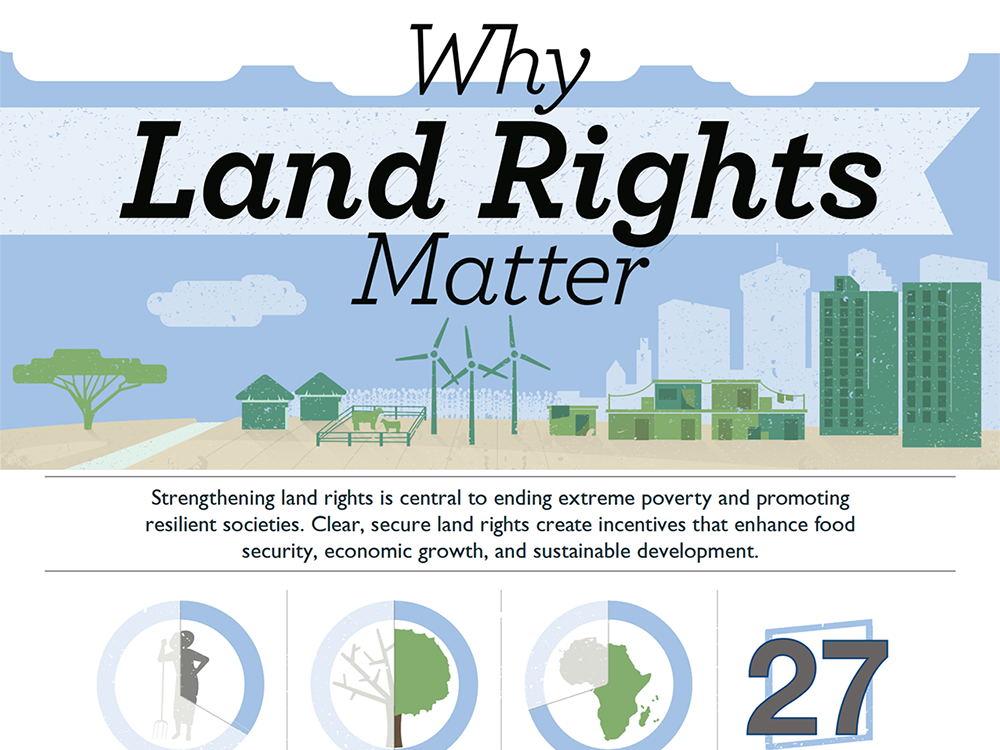 Why
Land Rights
Matter
Strengthening land rights is central to ending extreme poverty and promoting
resilient societies. Clear, secure land rights create incentives that enhance food
security, economic growth, and sustainable development.
27